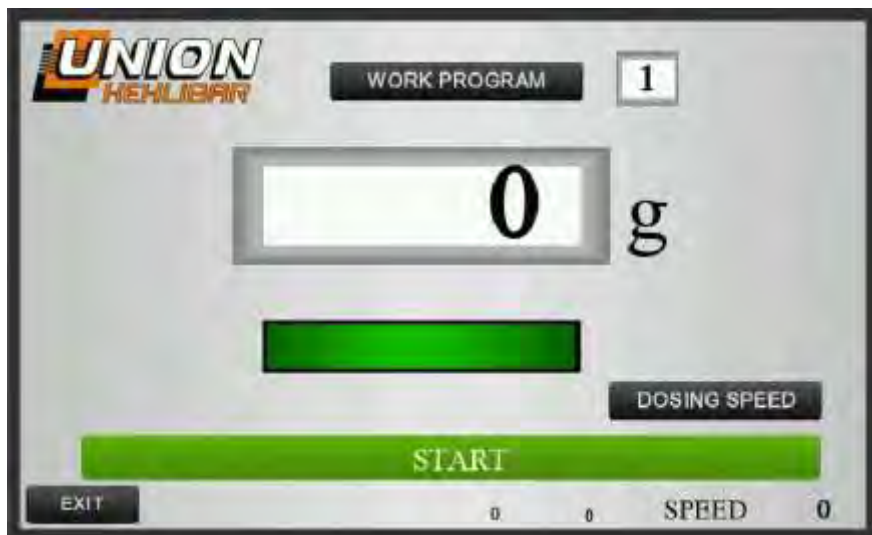 UNION
HEHLIBAR
WORK PROGRAM 1
0 g
DOSING SPEED
START
EXIT 0 0 SPEED 0